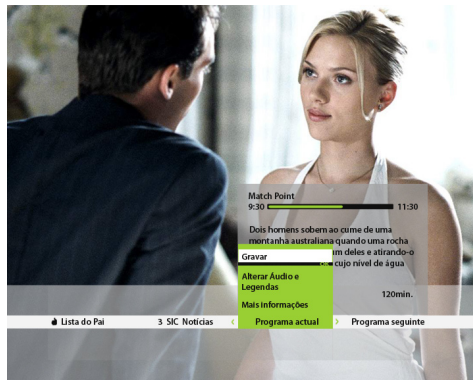 Match Point
9:30 11:30
Dois homens sobem ao cume de uma
montanha australiana quando uma rocha
um deles e atirando-o
cujo nível de água
Gravar
Alterar Áudio e
Legendas
Mais informações
120min.
Lista do Pai 3 SIC Notícias < Programa actual > Programa seguinte